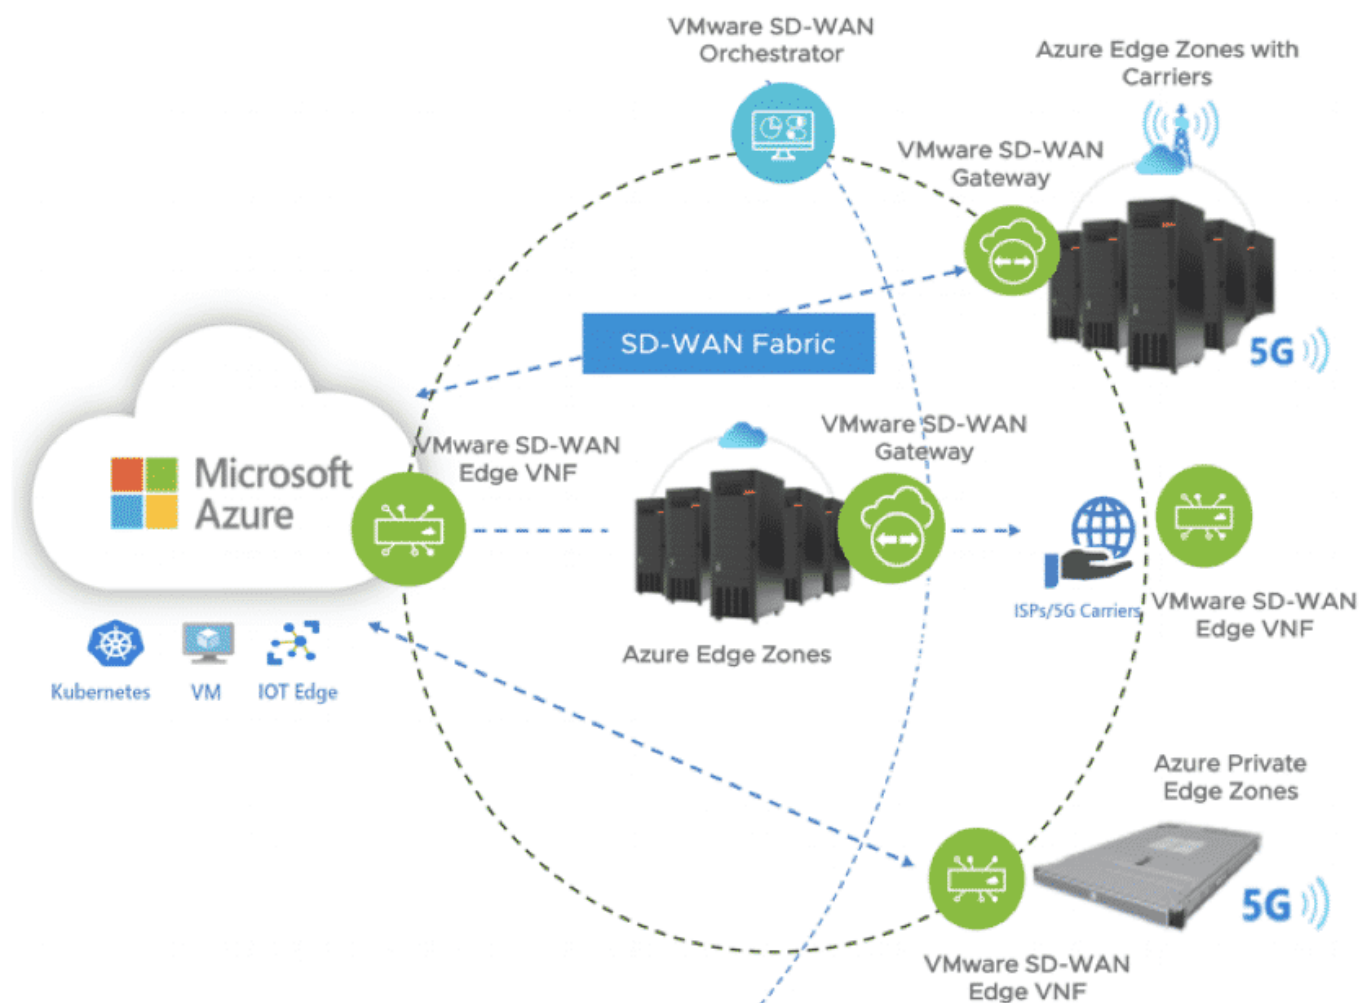 VMware SD-WAN
Orchestrator
Azure Edge Zones with
Carriers
VMware SD-WAN
Gateway
SD-WAN Fabric
5G
VMware SD-WAN
Edge VNF
VMware SD-WAN
Gateway
Microsoft
Azure
ISPs/5G Carriers
VMware SD-WAN
Edge VNF
Azure Edge Zones
Kubernetes
VM
IOT Edge
Azure Private
Edge Zones
5G
VMware SD-WAN
Edge VNF